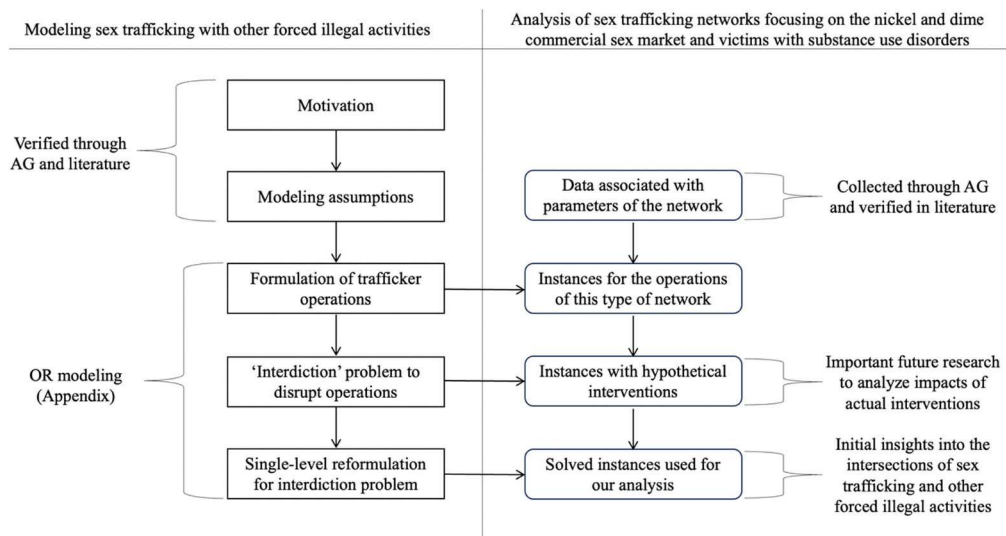 Modeling sex trafficking with other forced illegal activities
Analysis of sex trafficking networks focusing on the nickel and dime
commercial sex market and victims with substance use disorders
Verified through
AG and literature
Motivation
Modeling assumptions
OR modeling
(Appendix)
Formulation of trafficker
operations
‘Interdiction’ problem to
disrupt operations
Single-level reformulation
for interdiction problem
Data associated with
parameters of the network
Collected through AG
and verified in literature
Instances for the operations
of this type of network
Instances with hypothetical
interventions
Important future research
to analyze impacts of
actual interventions
Solved instances used for
our analysis
Initial insights into the
intersections of sex
trafficking and other
forced illegal activities